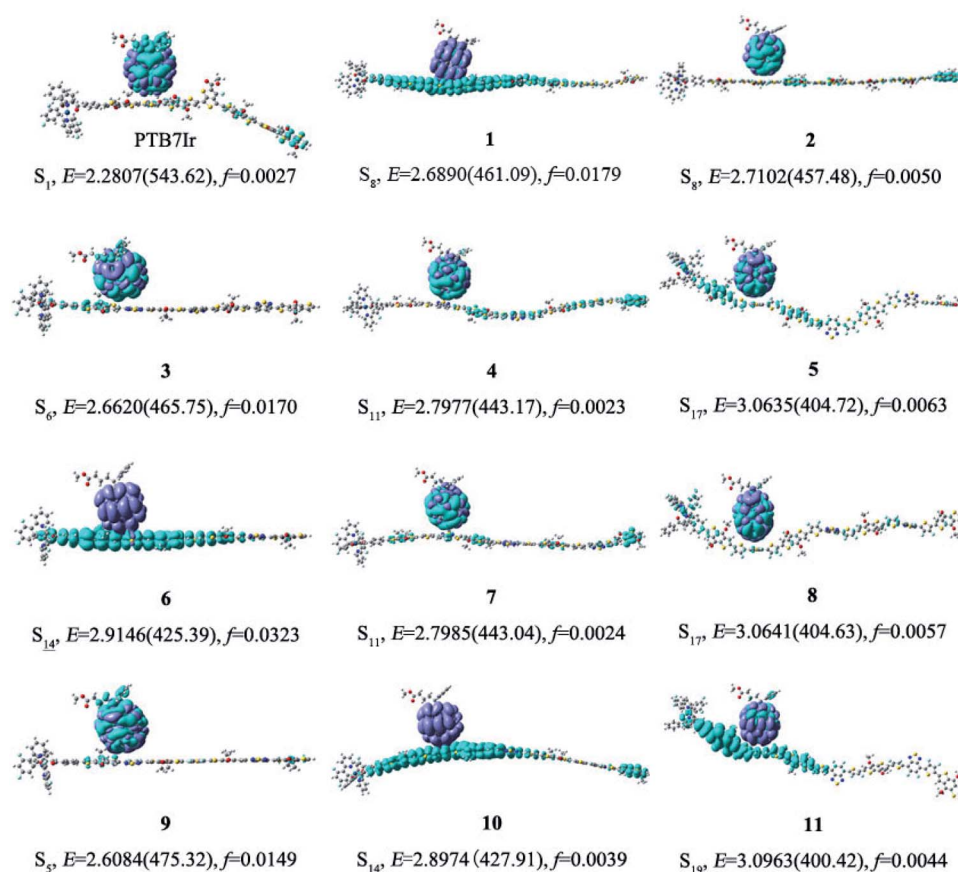 PTB7Ir
S₁, E=2.2807(543.62), f=0.0027
1
S₈, E=2.6890(461.09), f=0.0179
2
S₈, E=2.7102(457.48), f=0.0050
3
S₆, E=2.6620(465.75), f=0.0170
4
S₁₁, E=2.7977(443.17), f=0.0023
5
S₁₇, E=3.0635(404.72), f=0.0063
6
S₁₄, E=2.9146(425.39), f=0.0323
7
S₁₁, E=2.7985(443.04), f=0.0024
8
S₁₇, E=3.0641(404.63), f=0.0057
9
S₅, E=2.6084(475.32), f=0.0149
10
S₁₄, E=2.8974(427.91), f=0.0039
11
S₁₉, E=3.0963(400.42), f=0.0044